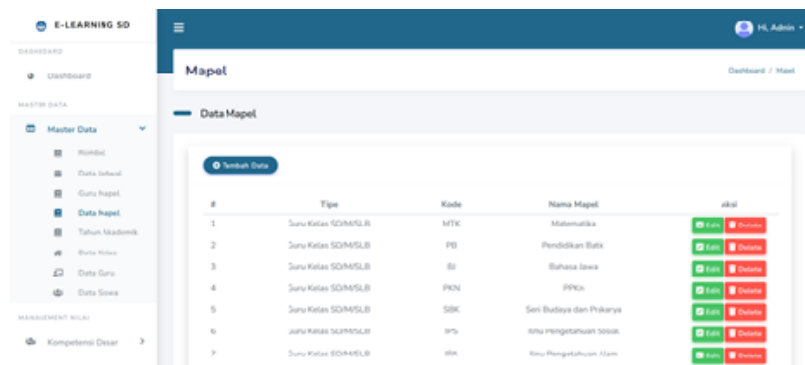 E-LEARNING SD
Hi, Admin
DASHBOARD
Dashboard
MASTER DATA
Master Data
Rombel
Data Jadwal
Guru Mapel
Data Mapel
Tahun Akademik
Data Kelas
Data Guru
Data Siswa
MANAJEMENT NILAI
Kompetensi Dasar
Mapel
Dashboard / Mapel
Data Mapel
Tambah Data
# Tipe Kode Nama Mapel Aksi
1 Guru Kelas SD/MI/SLB MTK Matematika Edit Delete
2 Guru Kelas SD/MI/SLB PB Pendidikan Batik Edit Delete
3 Guru Kelas SD/MI/SLB BJ Bahasa Jawa Edit Delete
4 Guru Kelas SD/MI/SLB PKN PPKn Edit Delete
5 Guru Kelas SD/MI/SLB SBK Seni Budaya dan Prakarya Edit Delete
6 Guru Kelas SD/MI/SLB IPS Ilmu Pengetahuan Sosial Edit Delete
7 Guru Kelas SD/MI/SLB IPA Ilmu Pengetahuan Alam Edit Delete